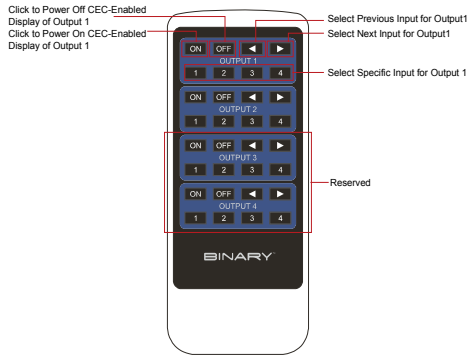 Click to Power Off CEC-Enabled
Display of Output 1
Click to Power On CEC-Enabled
Display of Output 1
Select Previous Input for Output1
Select Next Input for Output1
Select Specific Input for Output 1
ON OFF
OUTPUT 1
1 2 3 4
ON OFF
OUTPUT 2
1 2 3 4
ON OFF
OUTPUT 3
1 2 3 4
Reserved
ON OFF
OUTPUT 4
1 2 3 4
BINARY